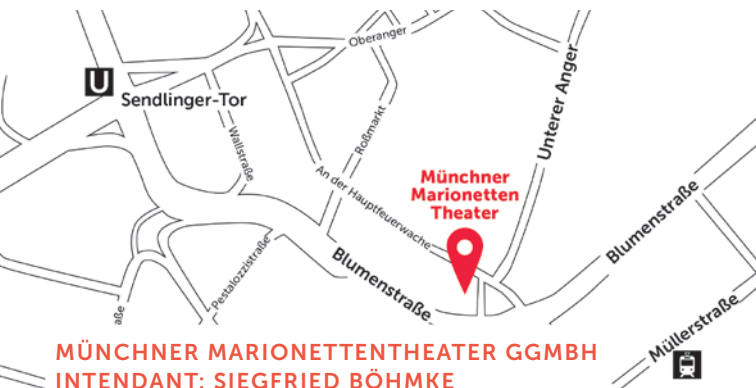 Oberanger
U
Sendlinger-Tor
Wallstraße
Roßmarkt
Unterer Anger
An der Hauptfeuerwache
Münchner
Marionetten
Theater
Blumenstraße
Blumenstraße
Pestalozzistraße
aße
Müllerstraße
MÜNCHNER MARIONETTENTHEATER GGMBH
INTENDANT: SIEGFRIED BÖHMKE